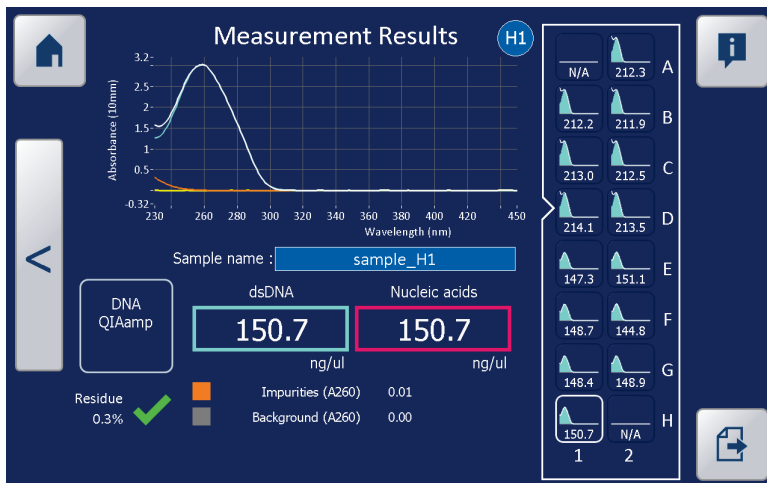 Measurement Results
H1
Absorbance (10mm)
3.2
2.5
2
1.5
1
0.5
-0.32
230 260 280 300 320 340 360 380 400 420 450
Wavelength (nm)
Sample name : sample_H1
DNA
QIAamp
dsDNA Nucleic acids
150.7 150.7
ng/ul ng/ul
Residue
0.3%
Impurities (A260) 0.01
Background (A260) 0.00
N/A 212.3 A
212.2 211.9 B
213.0 212.5 C
214.1 213.5 D
147.3 151.1 E
148.7 144.8 F
148.4 148.9 G
150.7 N/A H
1 2